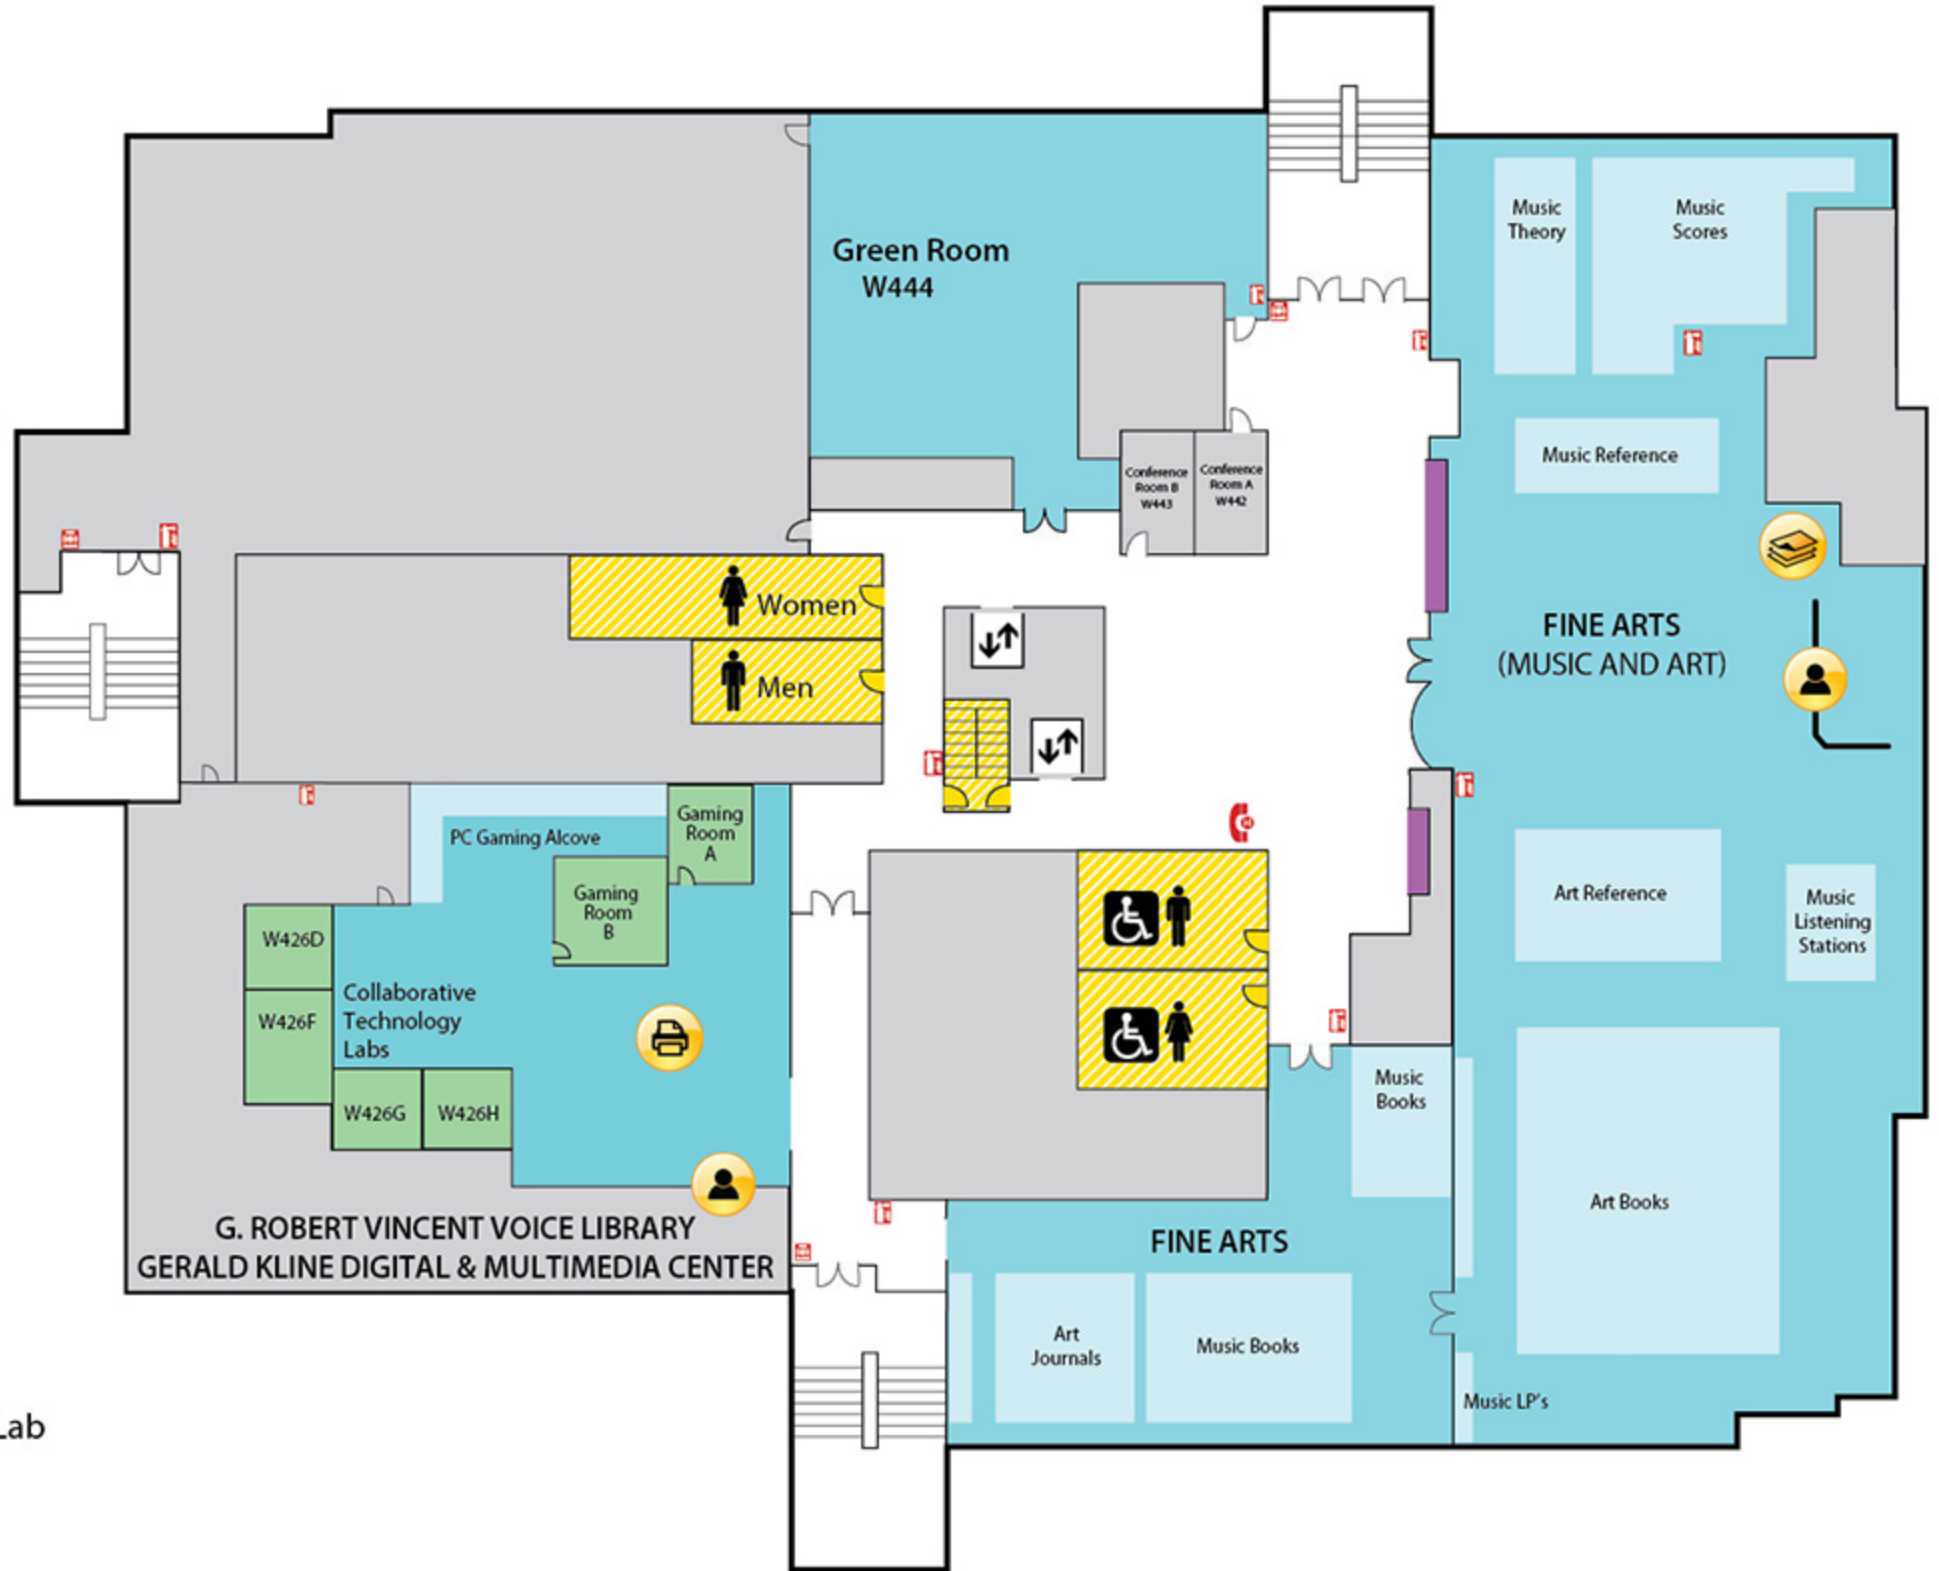 Green Room
W444
Music
Theory
Music
Scores
Music Reference
Conference
Room B
W443
Conference
Room A
W442
Women
Men
FINE ARTS
(MUSIC AND ART)
PC Gaming Alcove
Gaming
Room
A
Gaming
Room
B
W426D
W426F
Collaborative
Technology
Labs
W426G
W426H
Art Reference
Music
Listening
Stations
Music
Books
Art Books
G. ROBERT VINCENT VOICE LIBRARY
GERALD KLINE DIGITAL & MULTIMEDIA CENTER
FINE ARTS
Art
Journals
Music Books
Music LP's
Lab